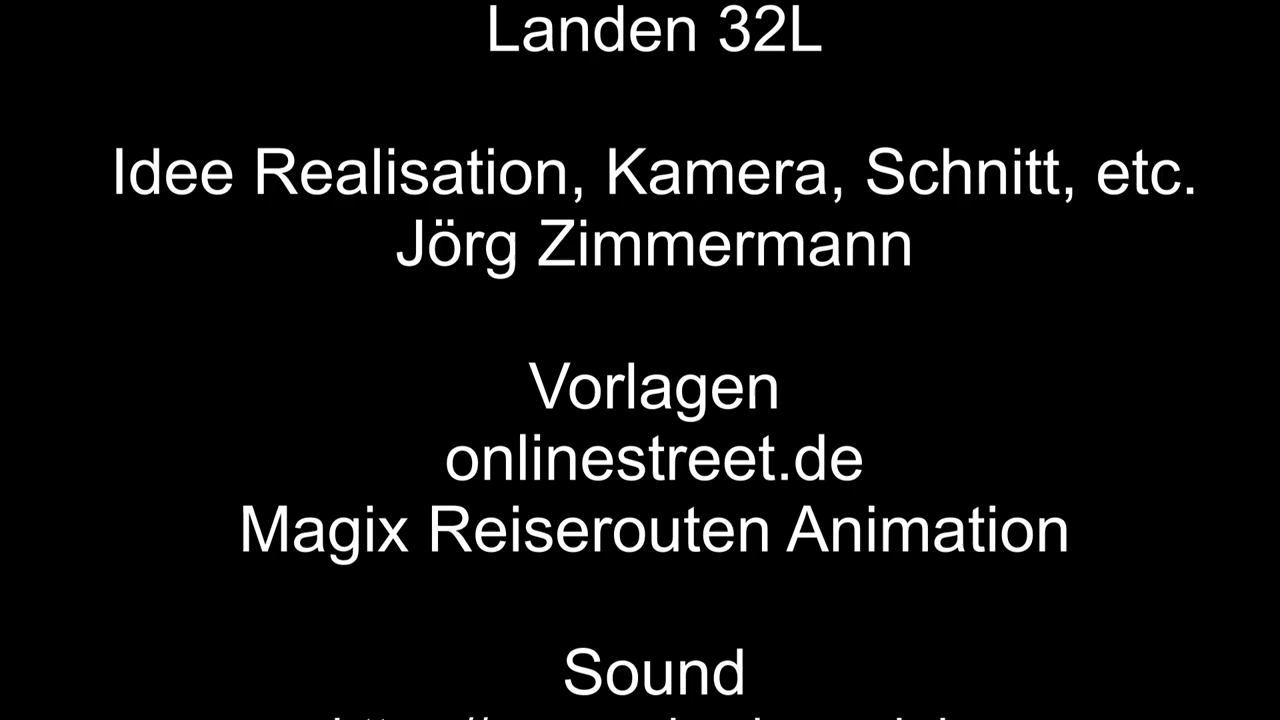 Landen 32L
Idee Realisation, Kamera, Schnitt, etc.
Jörg Zimmermann
Vorlagen
onlinestreet.de
Magix Reiserouten Animation
Sound